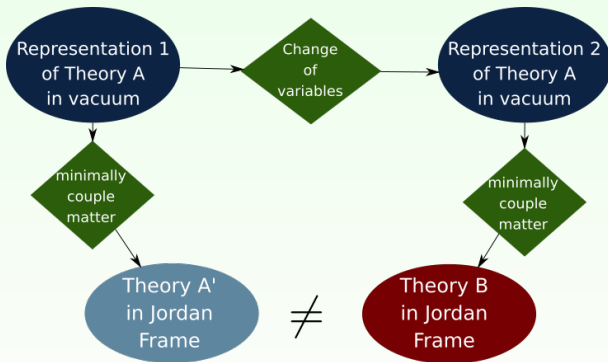 Representation 1
of Theory A
in vacuum
Change
of
variables
Representation 2
of Theory A
in vacuum
minimally
couple
matter
minimally
couple
matter
Theory A'
in Jordan
Frame
≠
Theory B
in Jordan
Frame